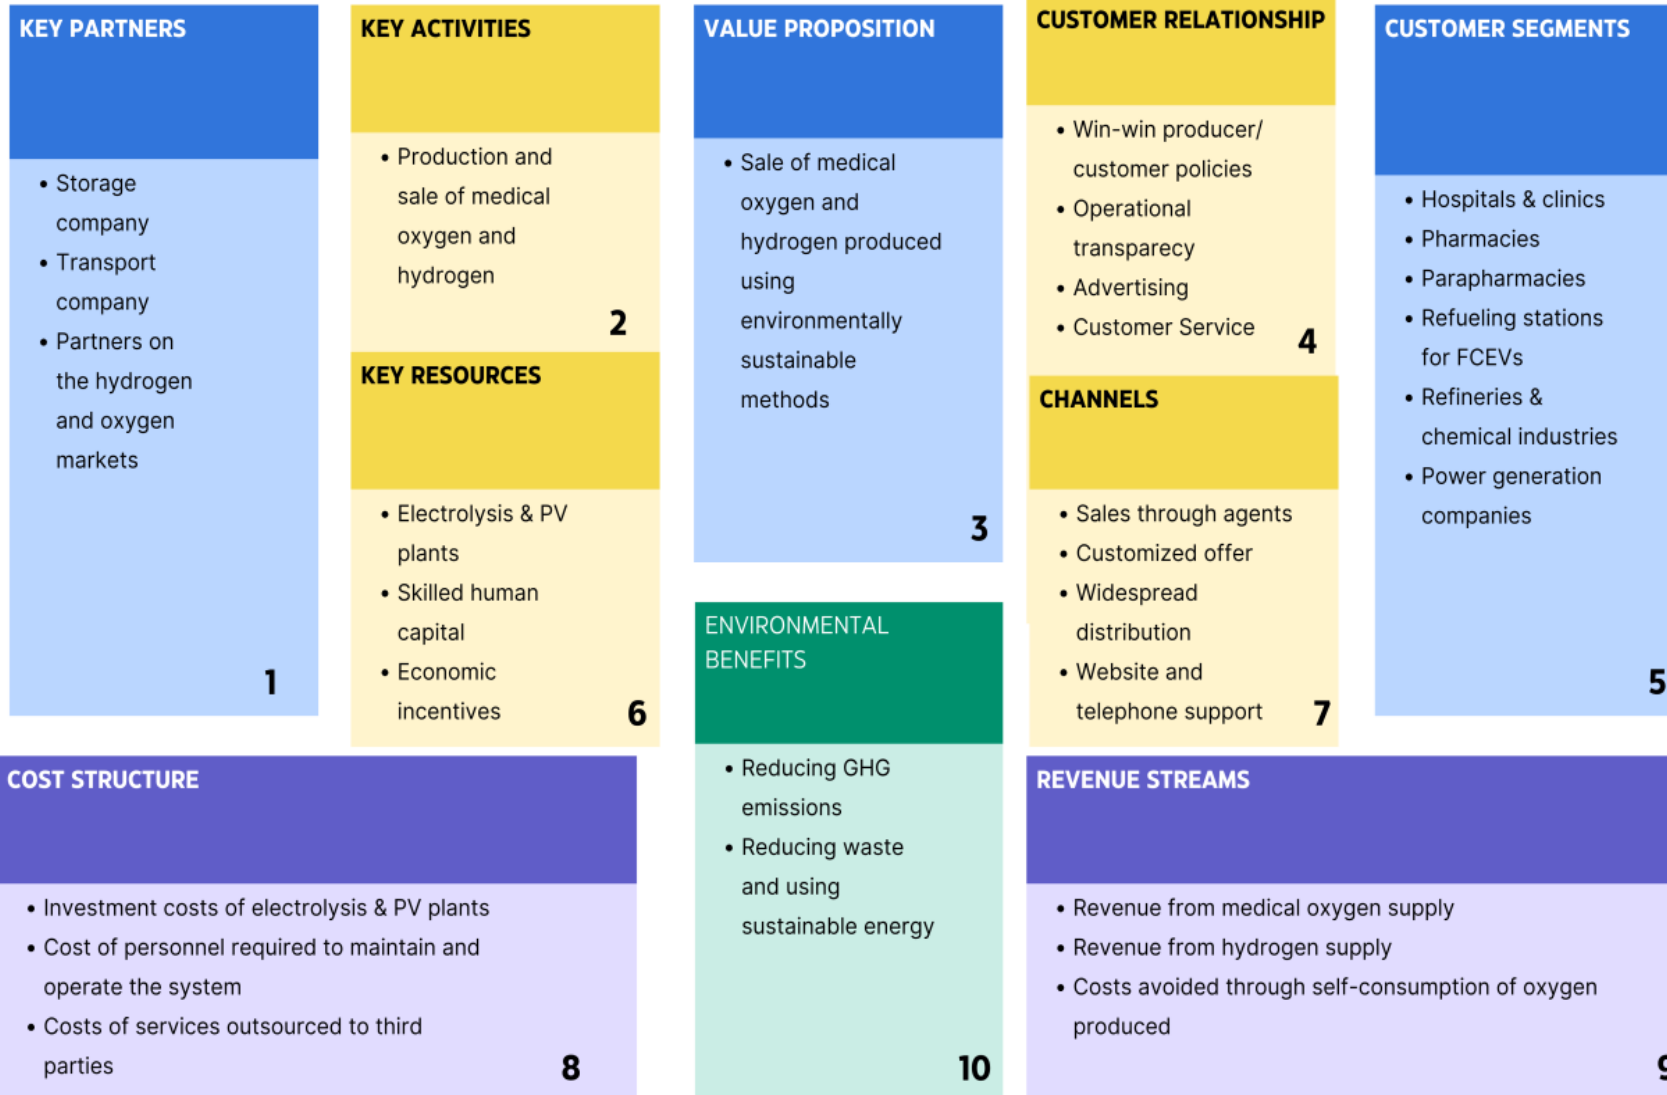 KEY PARTNERS
• Storage
company
• Transport
company
• Partners on
the hydrogen
and oxygen
markets
1
KEY ACTIVITIES
• Production and
sale of medical
oxygen and
hydrogen
2
KEY RESOURCES
• Electrolysis & PV
plants
• Skilled human
capital
• Economic
incentives
6
VALUE PROPOSITION
• Sale of medical
oxygen and
hydrogen produced
using
environmentally
sustainable
methods
3
ENVIRONMENTAL
BENEFITS
• Reducing GHG
emissions
• Reducing waste
and using
sustainable energy
10
CUSTOMER RELATIONSHIP
• Win-win producer/
customer policies
• Operational
transparecy
• Advertising
• Customer Service
4
CHANNELS
• Sales through agents
• Customized offer
• Widespread
distribution
• Website and
telephone support
7
CUSTOMER SEGMENTS
• Hospitals & clinics
• Pharmacies
• Parapharmacies
• Refueling stations
for FCEVs
• Refineries &
chemical industries
• Power generation
companies
5
COST STRUCTURE
• Investment costs of electrolysis & PV plants
• Cost of personnel required to maintain and
operate the system
• Costs of services outsourced to third
parties
8
REVENUE STREAMS
• Revenue from medical oxygen supply
• Revenue from hydrogen supply
• Costs avoided through self-consumption of oxygen
produced
9